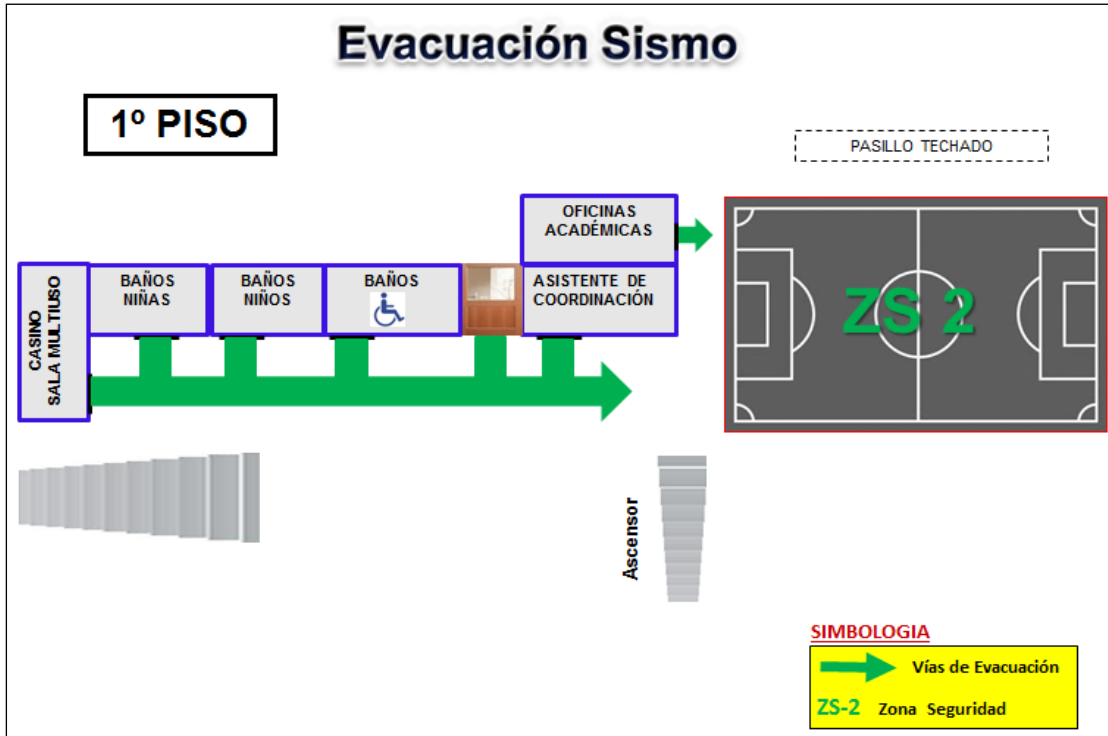 Evacuación Sismo
1º PISO
PASILLO TECHADO
OFICINAS
ACADÉMICAS
BAÑOS
NIÑAS
BAÑOS
NIÑOS
BAÑOS
ASISTENTE DE
COORDINACIÓN
CASINO
SALA MULTIUSO
ZS 2
Ascensor
SIMBOLOGIA
Vías de Evacuación
ZS-2 Zona Seguridad